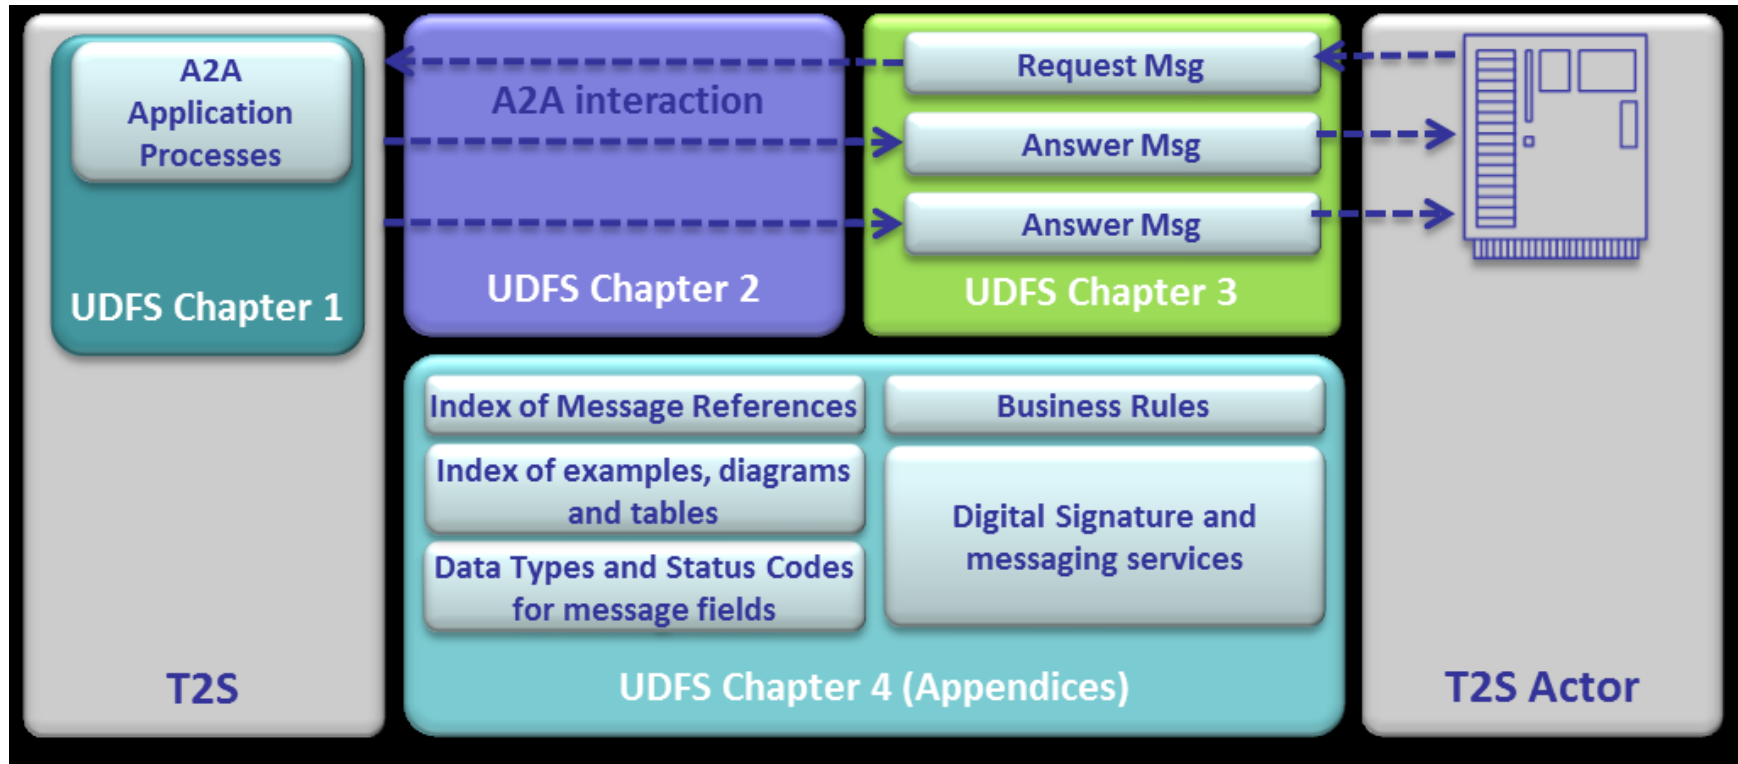 A2A
Application
Processes
UDFS Chapter 1
T2S
A2A interaction
UDFS Chapter 2
Request Msg
Answer Msg
Answer Msg
UDFS Chapter 3
Index of Message References
Index of examples, diagrams
and tables
Data Types and Status Codes
for message fields
Business Rules
Digital Signature and
messaging services
UDFS Chapter 4 (Appendices)
T2S Actor